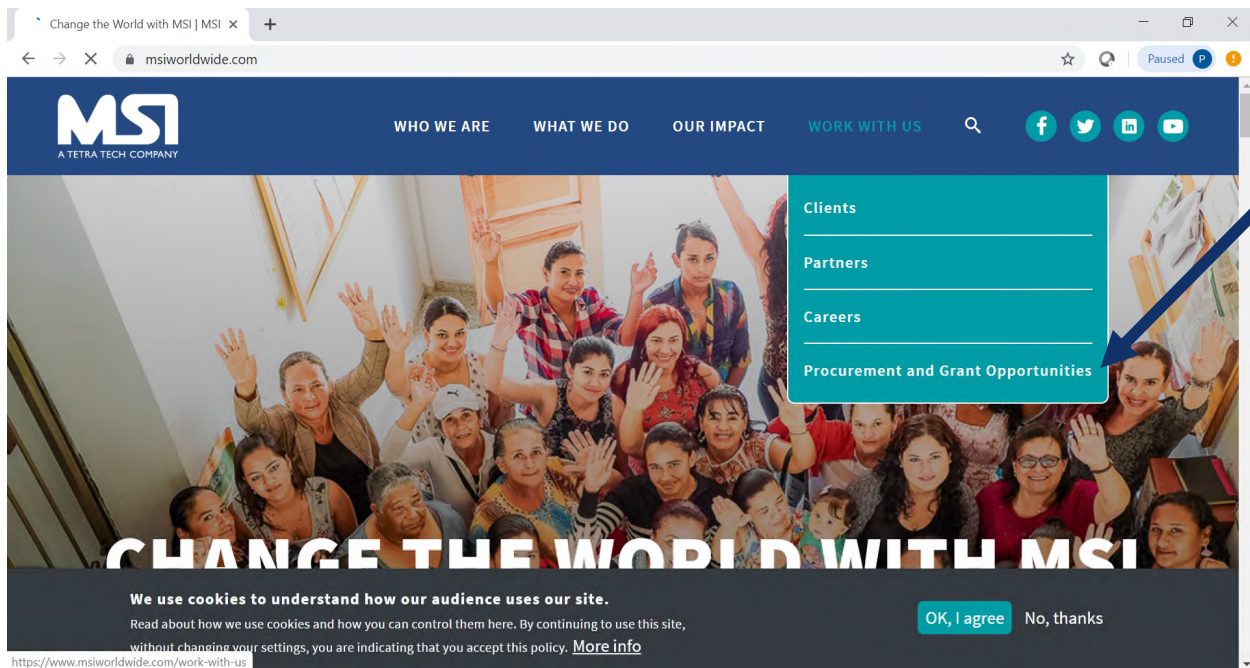 Change the World with MSI | MSI
msiworldwide.com
Paused P
MSI
A TETRA TECH COMPANY
WHO WE ARE
WHAT WE DO
OUR IMPACT
WORK WITH US
Clients
Partners
Careers
Procurement and Grant Opportunities
CHANGE THE WORLD WITH MSI
We use cookies to understand how our audience uses our site.
Read about how we use cookies and how you can control them here. By continuing to use this site,
without changing your settings, you are indicating that you accept this policy. More info
OK, I agree
No, thanks
https://www.msiworldwide.com/work-with-us